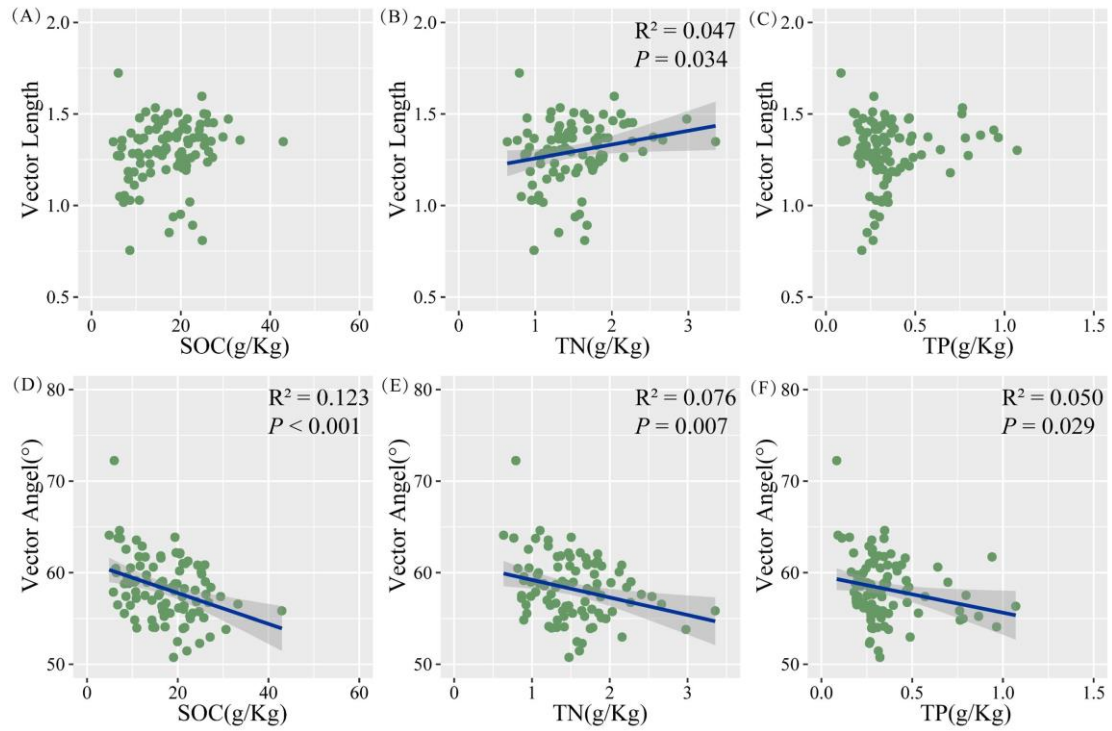 (A)
2.0
1.5
1.0
0.5
Vector Length
0
20
40
60
SOC(g/Kg)
(B)
R² = 0.047
P = 0.034
2.0
1.5
1.0
0.5
Vector Length
0
1
2
3
TN(g/Kg)
(C)
2.0
1.5
1.0
0.5
Vector Length
0.0
0.5
1.0
1.5
TP(g/Kg)
(D)
R² = 0.123
P < 0.001
80
70
60
50
Vector Angel(°)
0
20
40
60
SOC(g/Kg)
(E)
R² = 0.076
P = 0.007
80
70
60
50
Vector Angel(°)
0
1
2
3
TN(g/Kg)
(F)
R² = 0.050
P = 0.029
80
70
60
50
Vector Angel(°)
0.0
0.5
1.0
1.5
TP(g/Kg)